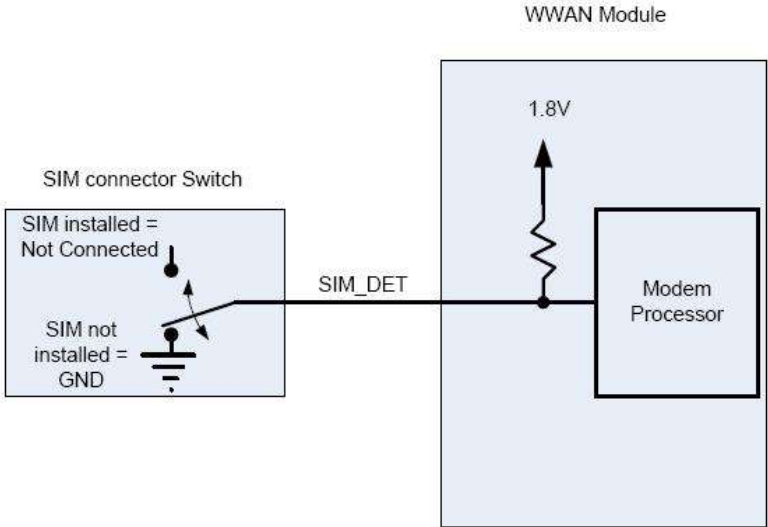 WWAN Module
1.8V
SIM connector Switch
SIM installed =
Not Connected
SIM_DET
Modem
Processor
SIM not
installed =
GND